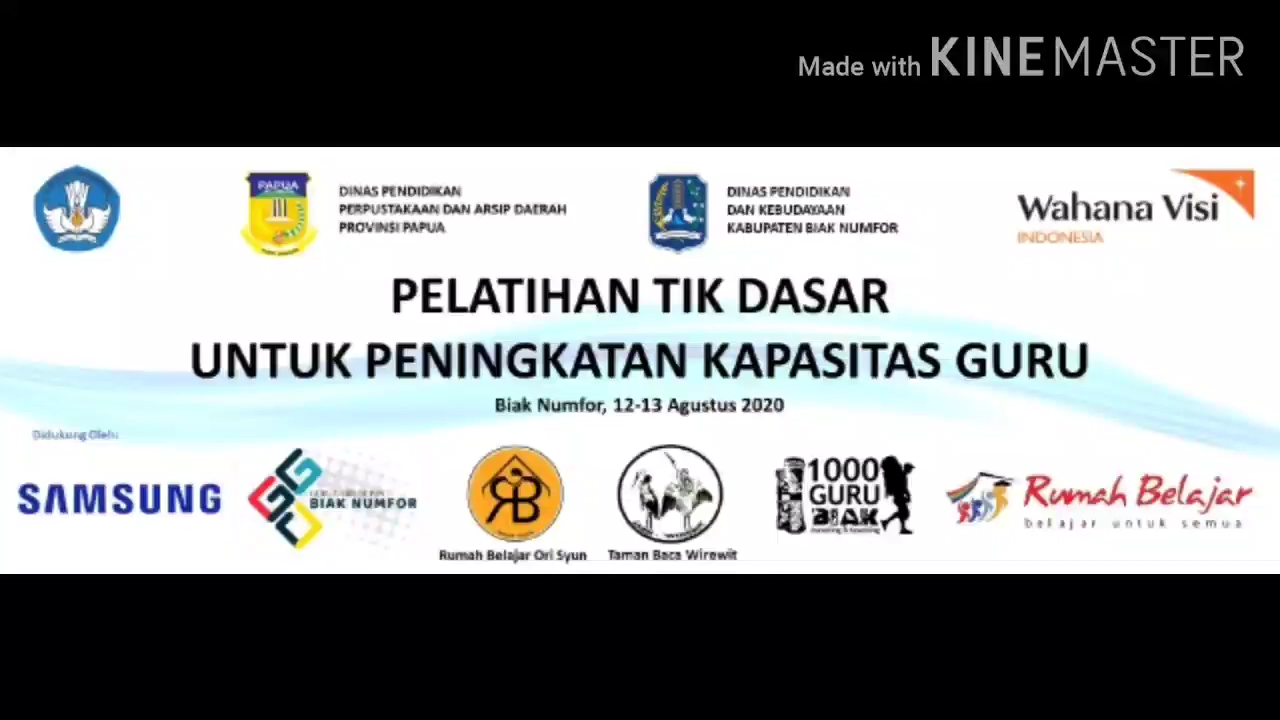 Made with KINEMASTER
PAPUA
DINAS PENDIDIKAN
PERPUSTAKAAN DAN ARSIP DAERAH
PROVINSI PAPUA
DINAS PENDIDIKAN
DAN KEBUDAYAAN
KABUPATEN BIAK NUMFOR
Wahana Visi
INDONESIA
PELATIHAN TIK DASAR
UNTUK PENINGKATAN KAPASITAS GURU
Biak Numfor, 12-13 Agustus 2020
Didukung Oleh:
SAMSUNG
BIAK NUMFOR
RB
Rumah Belajar Ori Syun
Taman Baca Wirewit
1000
GURU
BIAK
Rumah Belajar
belajar untuk semua